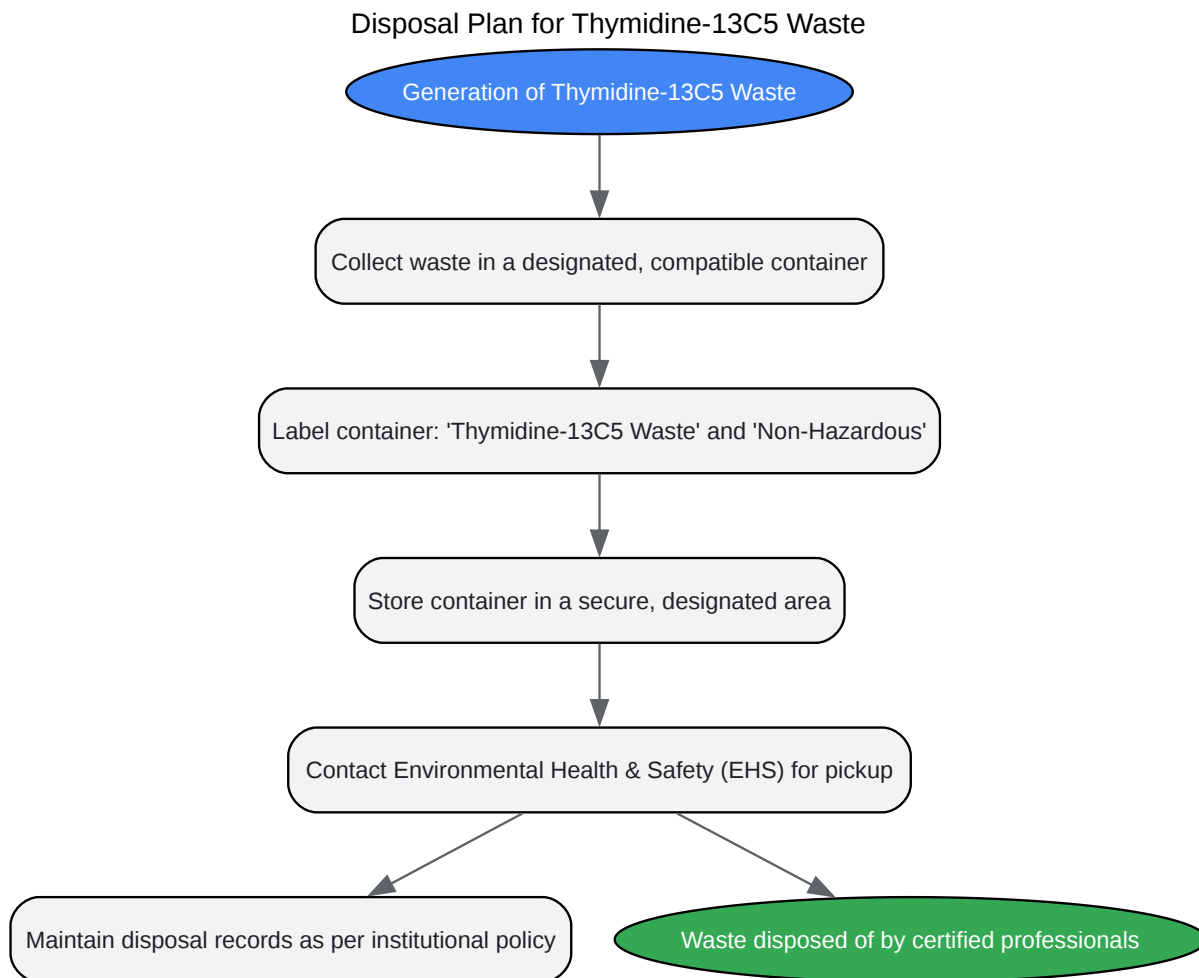 Disposal Plan for Thymidine-13C5 Waste
Generation of Thymidine-13C5 Waste
Collect waste in a designated, compatible container
Label container: 'Thymidine-13C5 Waste' and 'Non-Hazardous'
Store container in a secure, designated area
Contact Environmental Health & Safety (EHS) for pickup
Maintain disposal records as per institutional policy
Waste disposed of by certified professionals